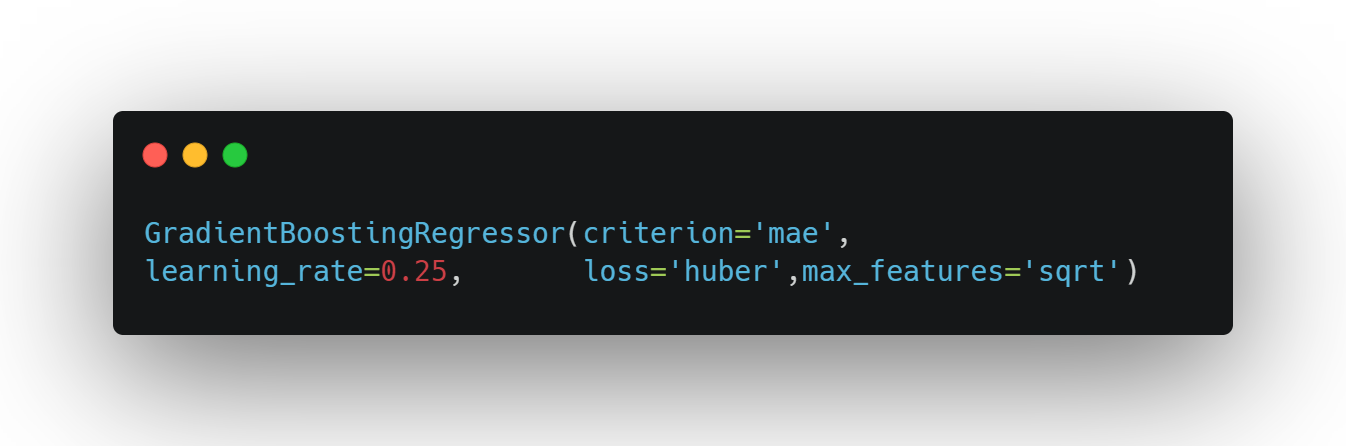 GradientBoostingRegressor(criterion='mae',
learning_rate=0.25,       loss='huber',max_features='sqrt')